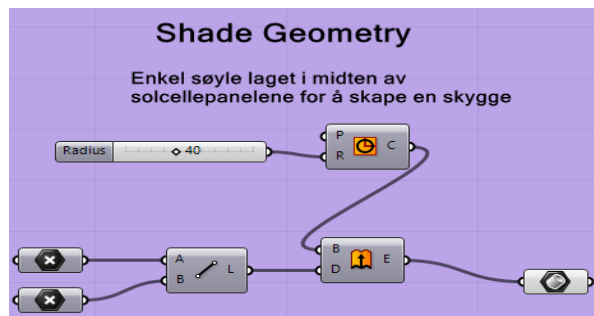 Shade Geometry
Enkel søyle laget i midten av
solcellepanelene for å skape en skygge
Radius 40
P
R
C
B
D
E
A
B
L